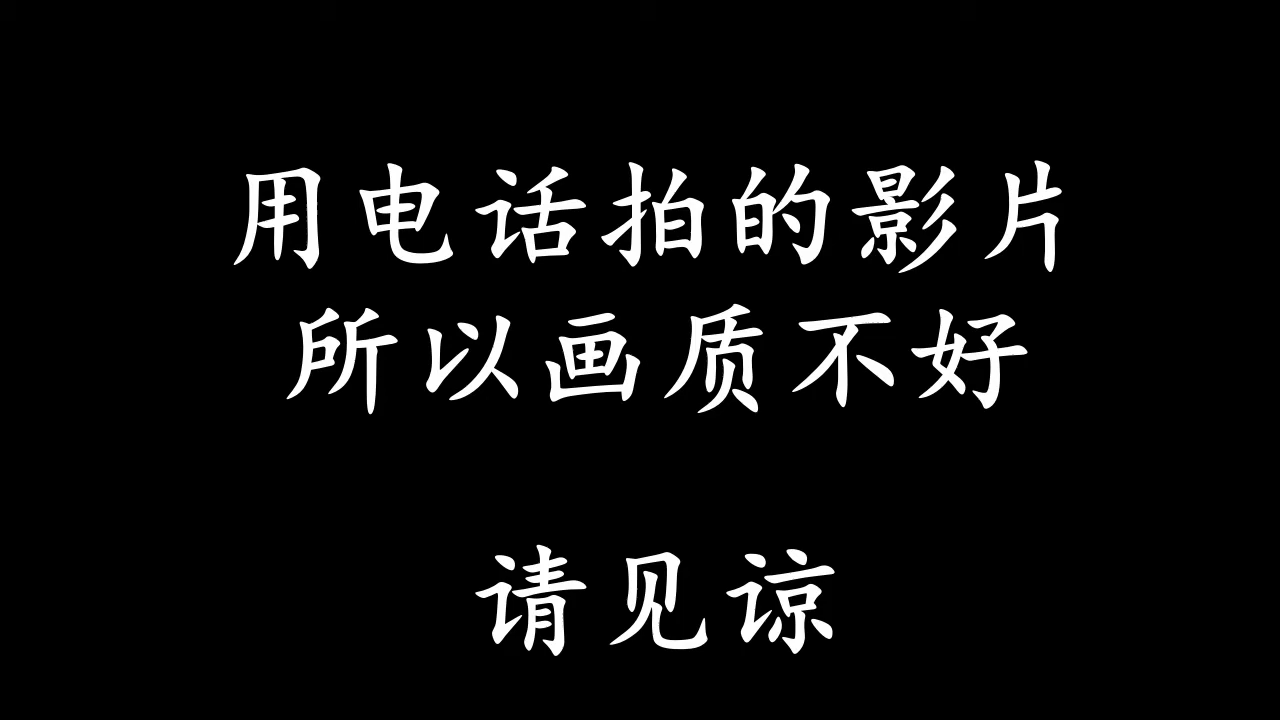 用电话拍的影片
所以画质不好
请见谅